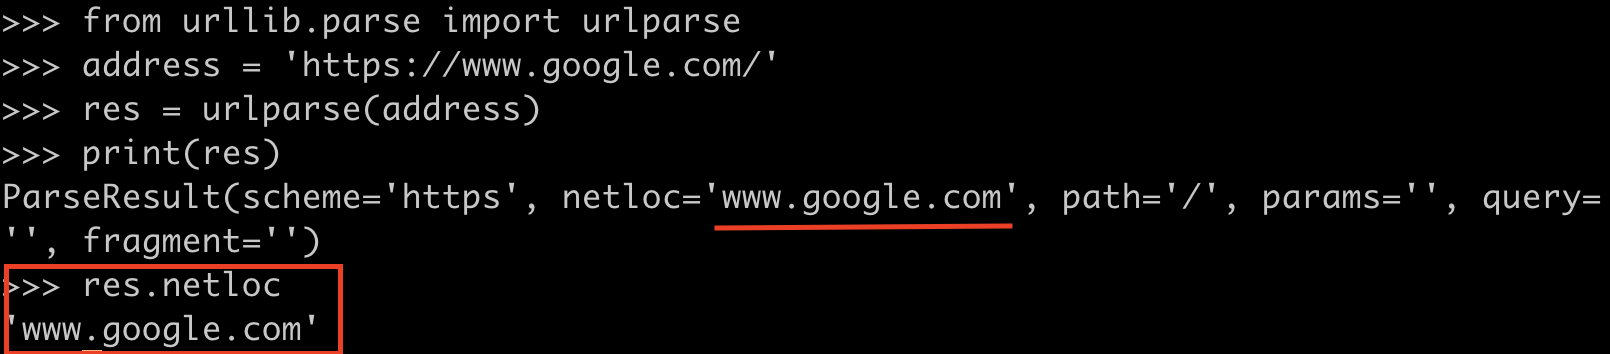 >>> from urllib.parse import urlparse
>>> address = 'https://www.google.com/'
>>> res = urlparse(address)
>>> print(res)
ParseResult(scheme='https', netloc='www.google.com', path='/', params='', query=
'', fragment='')
>>> res.netloc
'www.google.com'